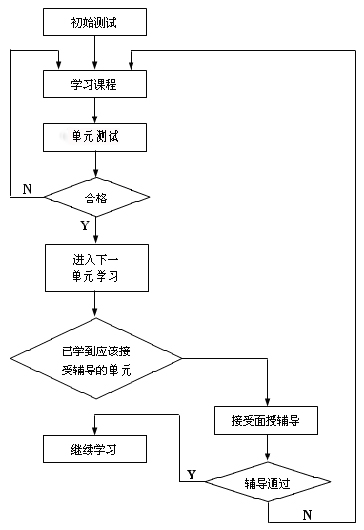 初始测试
学习课程
单元测试
N
合格
Y
进入下一
单元学习
已学到应该接
受辅导的单元
接受面授辅导
继续学习
Y
辅导通过
N